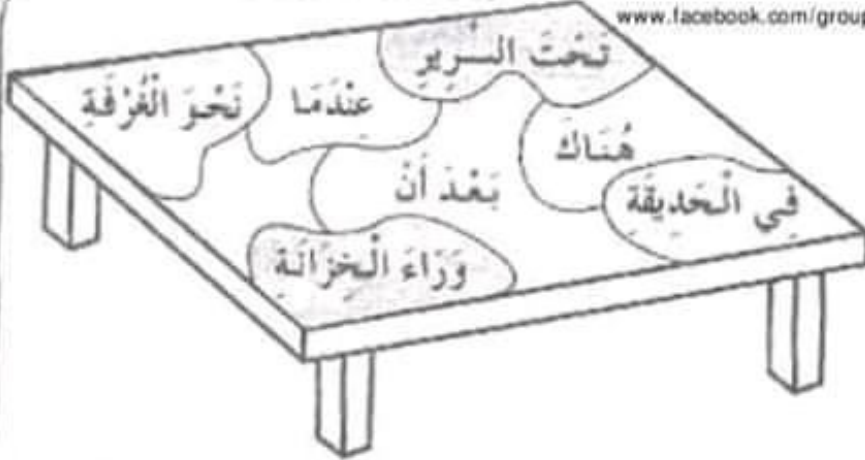 www.facebook.com/group
تَحْتَ السَّرِيرِ
عِنْدَمَا
نَحْوَ الْغُرْفَةِ
هُنَاكَ
بَعْدَ أَنْ
فِي الْحَدِيقَةِ
وَرَاءَ الْخِزَانَةِ